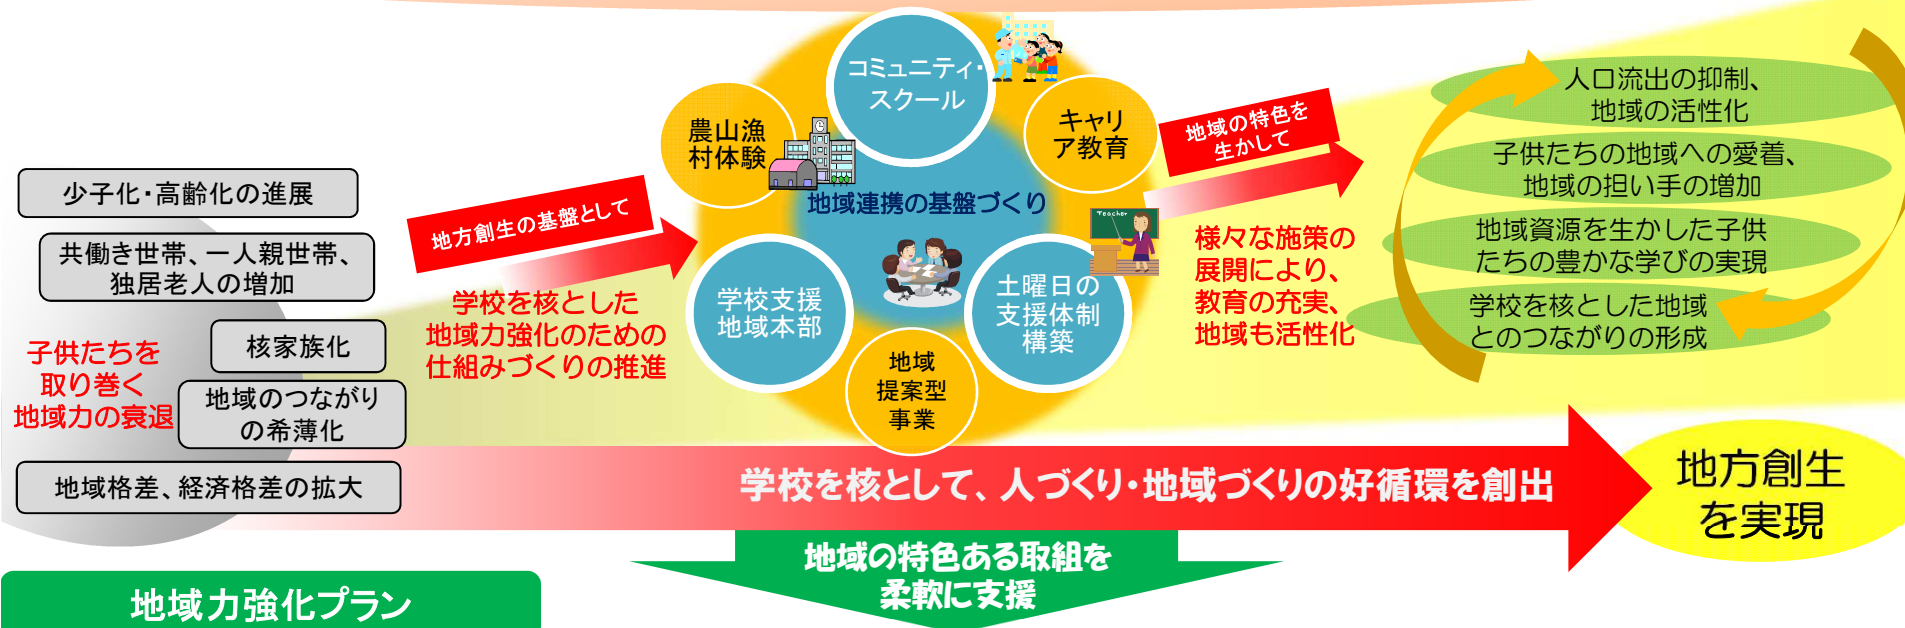 少子化・高齢化の進展
共働き世帯、一人親世帯、
独居老人の増加
核家族化
子供たちを
取り巻く
地域力の衰退
地域のつながり
の希薄化
地域格差、経済格差の拡大
地方創生の基盤として
学校を核とした
地域力強化のための
仕組みづくりの推進
コミュニティ・
スクール
農山漁
村体験
キャリ
ア教育
地域連携の基盤づくり
Teacher
学校支援
地域本部
土曜日の
支援体制
構築
地域
提案型
事業
地域の特色を
生かして
様々な施策の
展開により、
教育の充実、
地域も活性化
人口流出の抑制、
地域の活性化
子供たちの地域への愛着、
地域の担い手の増加
地域資源を生かした子供
たちの豊かな学びの実現
学校を核とした地域
とのつながりの形成
学校を核として、人づくり・地域づくりの好循環を創出
地方創生
を実現
地域の特色ある取組を
柔軟に支援
地域力強化プラン